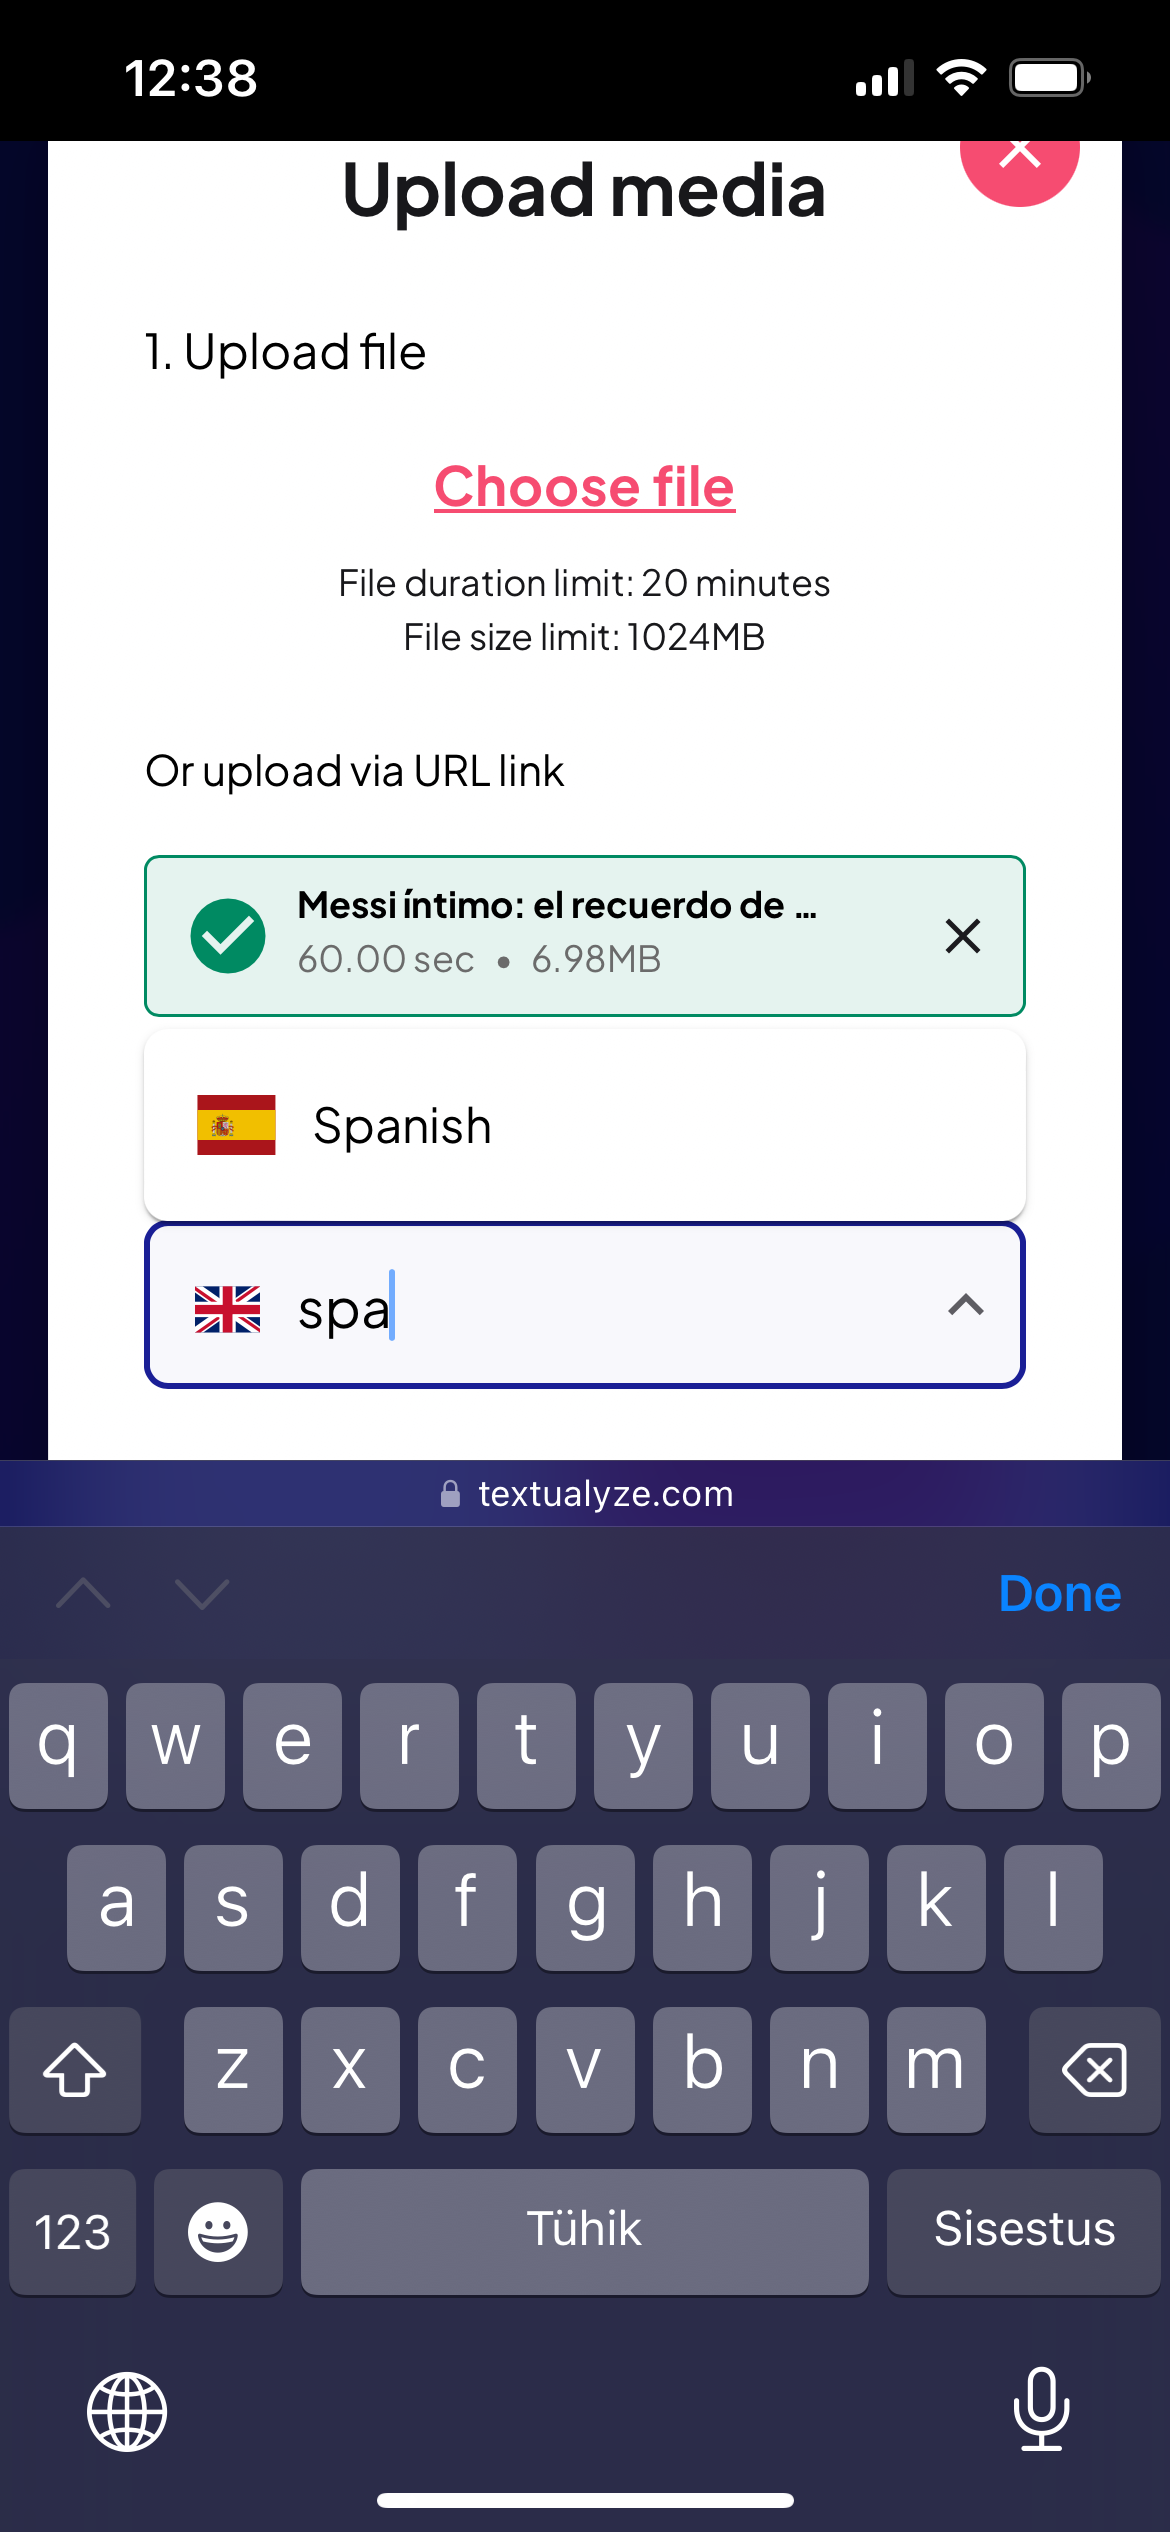 12:38
Upload media
1. Upload file
Choose file
File duration limit: 20 minutes
File size limit: 1024MB
Or upload via URL link
Messi íntimo: el recuerdo de ...
60.00 sec • 6.98MB
Spanish
spa
textualyze.com
Done
q w e r t y u i o p
a s d f g h j k l
z x c v b n m
123 Tühik Sisestus